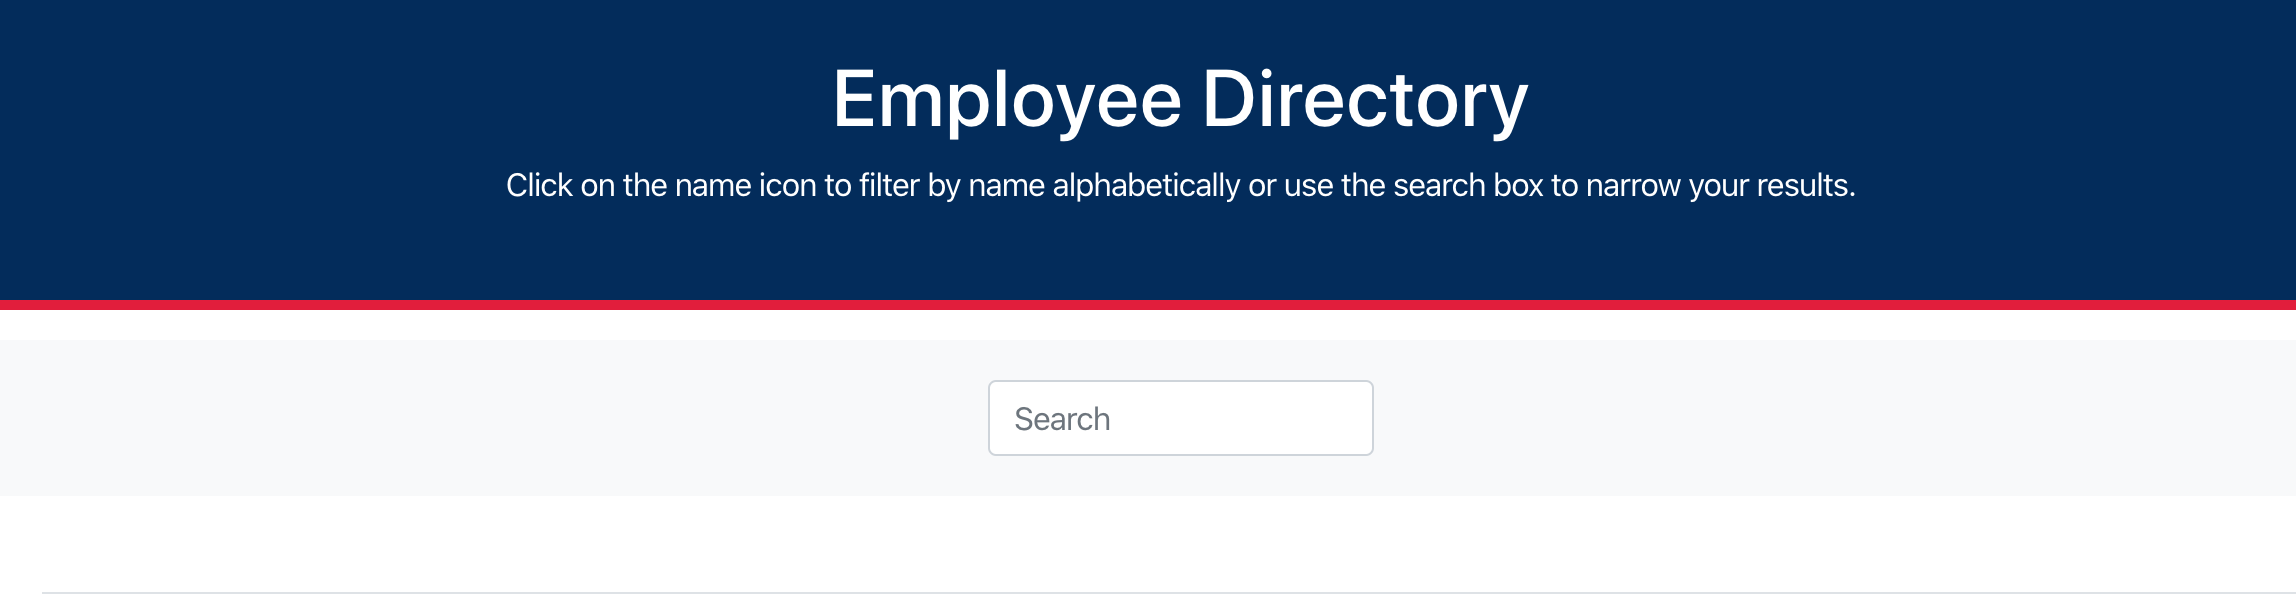 Employee Directory
Click on the name icon to filter by name alphabetically or use the search box to narrow your results.
Search